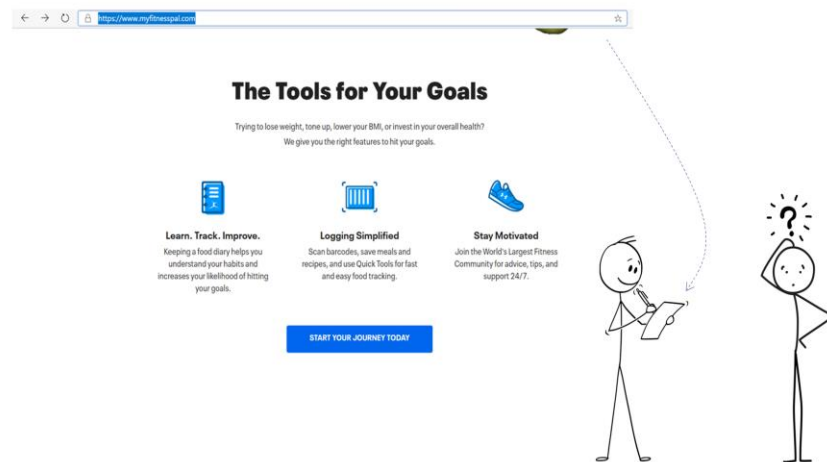 https://www.myfitnesspal.com
The Tools for Your Goals
Trying to lose weight, tone up, lower your BMI, or invest in your overall health?
We give you the right features to hit your goals.
Learn. Track. Improve.
Keeping a food diary helps you
understand your habits and
increases your likelihood of hitting
your goals.
Logging Simplified
Scan barcodes, save meals and
recipes, and use Quick Tools for fast
and easy food tracking.
Stay Motivated
Join the World's Largest Fitness
Community for advice, tips, and
support 24/7.
START YOUR JOURNEY TODAY
?